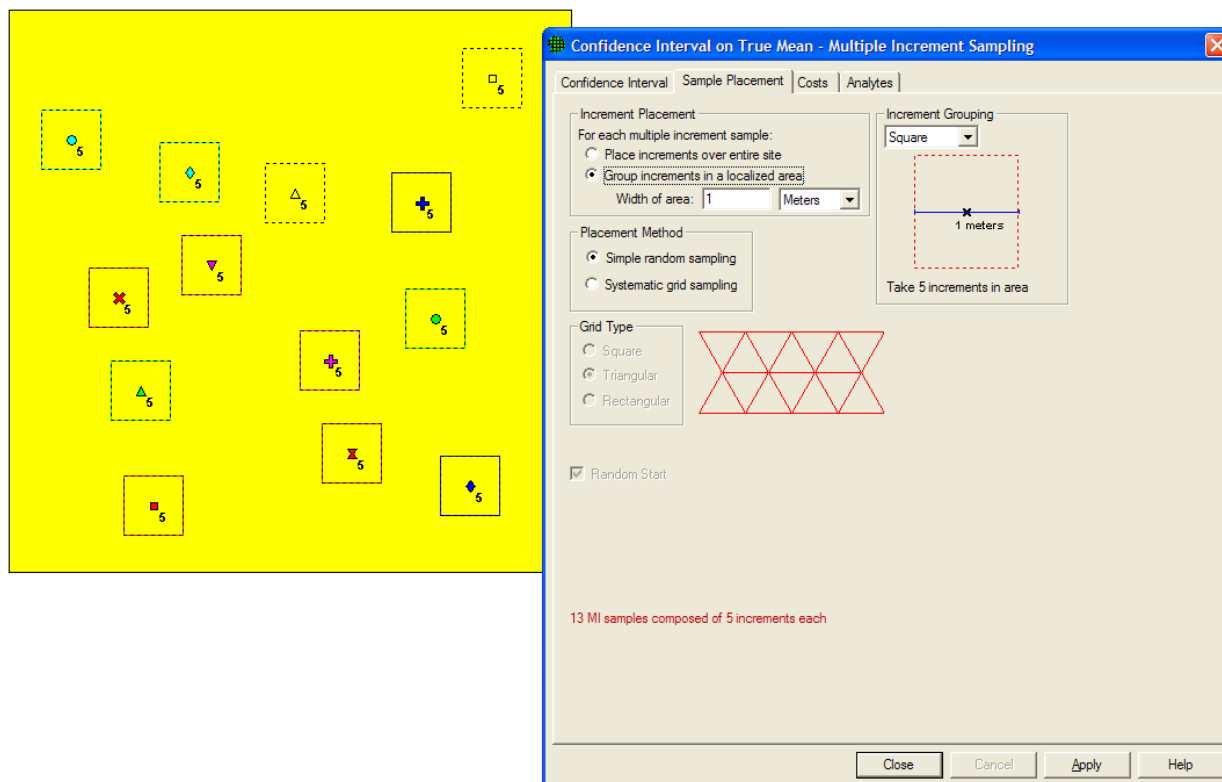 5
5
5
5
5
5
5
5
5
5
5
5
5
Confidence Interval on True Mean - Multiple Increment Sampling
Confidence Interval Sample Placement Costs Analytes
Increment Placement
For each multiple increment sample:
Place increments over entire site
Group increments in a localized area
Width of area: 1 Meters
Increment Grouping
Square
1 meters
Take 5 increments in area
Placement Method
Simple random sampling
Systematic grid sampling
Grid Type
Square
Triangular
Rectangular
Random Start
13 MI samples composed of 5 increments each
Close Cancel Apply Help